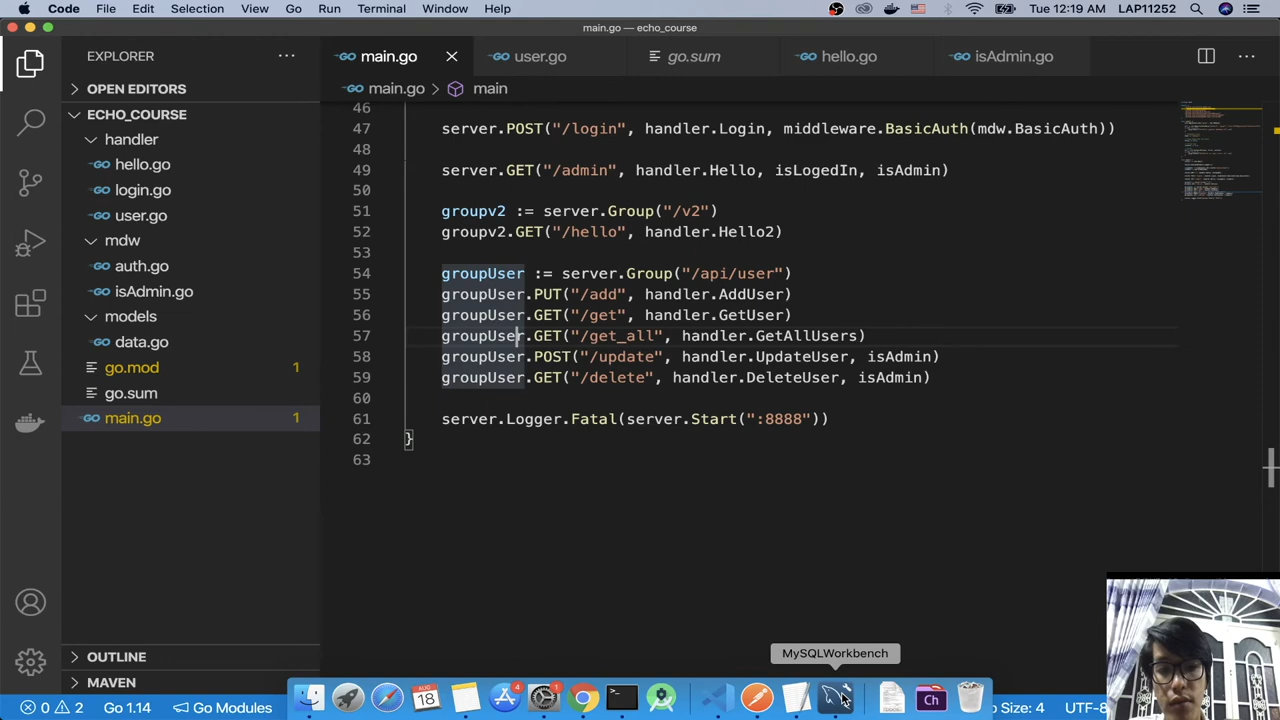 Code File Edit Selection View Go Run Terminal Window Help Tue 12:19 AM LAP11252
main.go — echo_course
EXPLORER
main.go user.go go.sum hello.go isAdmin.go
OPEN EDITORS
main.go main
ECHO_COURSE
handler
hello.go
login.go
user.go
mdw
auth.go
isAdmin.go
models
data.go
go.mod 1
go.sum
main.go 1
OUTLINE
MAVEN
46
47 server.POST("/login", handler.Login, middleware.BasicAuth(mdw.BasicAuth))
48
49 server.GET("/admin", handler.Hello, isLogedIn, isAdmin)
50
51 groupv2 := server.Group("/v2")
52 groupv2.GET("/hello", handler.Hello2)
53
54 groupUser := server.Group("/api/user")
55 groupUser.PUT("/add", handler.AddUser)
56 groupUser.GET("/get", handler.GetUser)
57 groupUser.GET("/get_all", handler.GetAllUsers)
58 groupUser.POST("/update", handler.UpdateUser, isAdmin)
59 groupUser.GET("/delete", handler.DeleteUser, isAdmin)
60
61 server.Logger.Fatal(server.Start(":8888"))
62 }
63
MySQLWorkbench
AUG
18
4
Ch
0 2 Go 1.14 Go Modules Size: 4 UTF-8